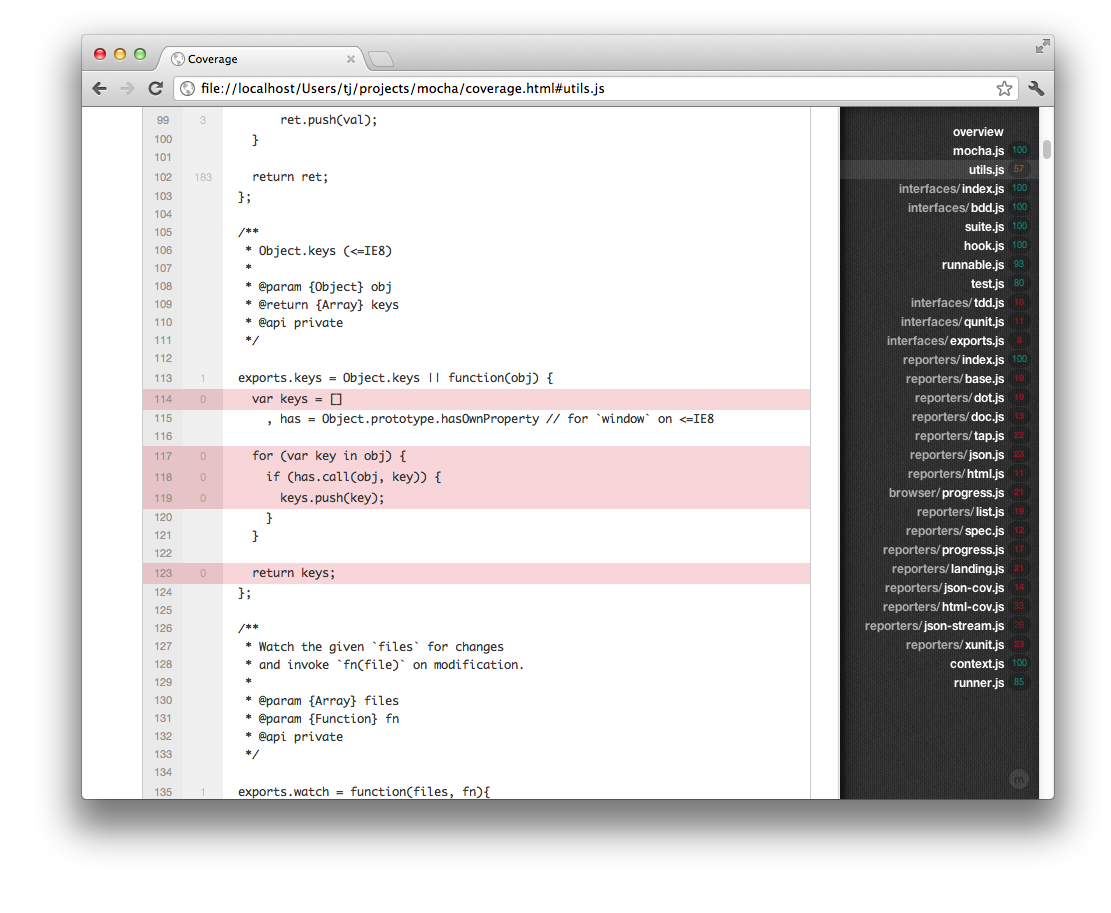 Coverage
file://localhost/Users/tj/projects/mocha/coverage.html#utils.js
99 3 ret.push(val);
100 }
101
102 183 return ret;
103 };
104
105 /**
106 * Object.keys (<=IE8)
107 *
108 * @param {Object} obj
109 * @return {Array} keys
110 * @api private
111 */
112
113 1 exports.keys = Object.keys || function(obj) {
114 0 var keys = []
115 , has = Object.prototype.hasOwnProperty // for `window` on <=IE8
116
117 0 for (var key in obj) {
118 0 if (has.call(obj, key)) {
119 0 keys.push(key);
120 }
121 }
122
123 0 return keys;
124 };
125
126 /**
127 * Watch the given `files` for changes
128 * and invoke `fn(file)` on modification.
129 *
130 * @param {Array} files
131 * @param {Function} fn
132 * @api private
133 */
134
135 1 exports.watch = function(files, fn){
overview
mocha.js 100
utils.js 57
interfaces/index.js 100
interfaces/bdd.js 100
suite.js 100
hook.js 100
runnable.js 93
test.js 80
interfaces/tdd.js 10
interfaces/qunit.js 11
interfaces/exports.js
reporters/index.js 100
reporters/base.js 19
reporters/dot.js 19
reporters/doc.js 13
reporters/tap.js 22
reporters/json.js 23
reporters/html.js 11
browser/progress.js 21
reporters/list.js 19
reporters/spec.js 12
reporters/progress.js 17
reporters/landing.js 21
reporters/json-cov.js 14
reporters/html-cov.js 33
reporters/json-stream.js
reporters/xunit.js 23
context.js 100
runner.js 85
m